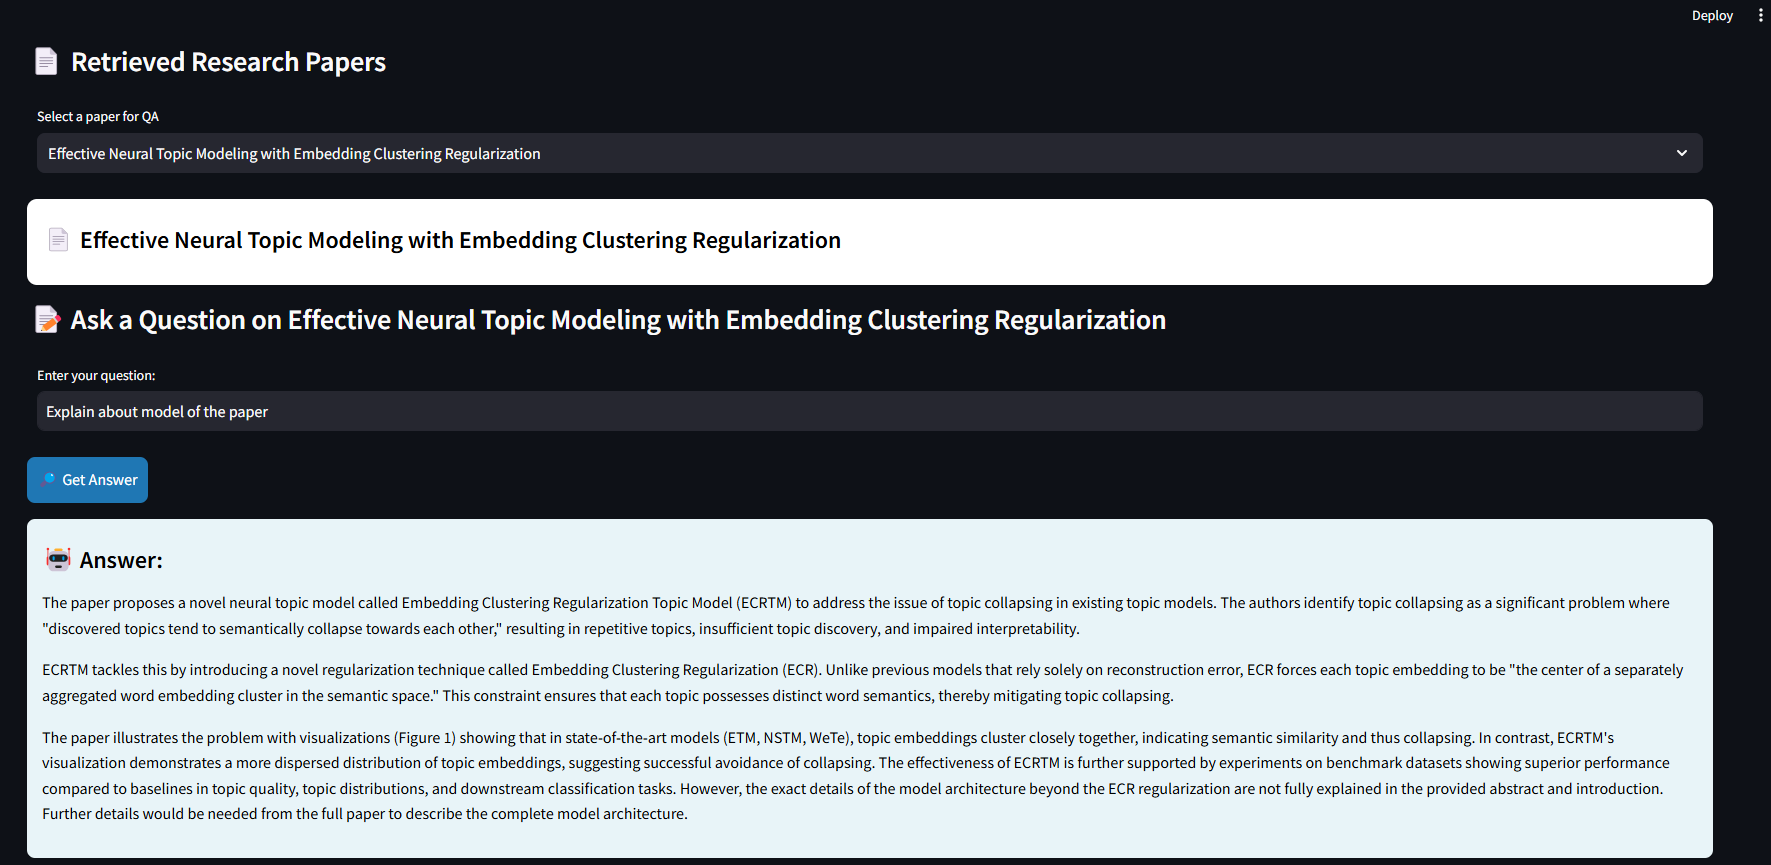 Deploy
Retrieved Research Papers
Select a paper for QA
Effective Neural Topic Modeling with Embedding Clustering Regularization
Effective Neural Topic Modeling with Embedding Clustering Regularization
Ask a Question on Effective Neural Topic Modeling with Embedding Clustering Regularization
Enter your question:
Explain about model of the paper
Get Answer
Answer:
The paper proposes a novel neural topic model called Embedding Clustering Regularization Topic Model (ECRTM) to address the issue of topic collapsing in existing topic models. The authors identify topic collapsing as a significant problem where
"discovered topics tend to semantically collapse towards each other," resulting in repetitive topics, insufficient topic discovery, and impaired interpretability.
ECRTM tackles this by introducing a novel regularization technique called Embedding Clustering Regularization (ECR). Unlike previous models that rely solely on reconstruction error, ECR forces each topic embedding to be "the center of a separately
aggregated word embedding cluster in the semantic space." This constraint ensures that each topic possesses distinct word semantics, thereby mitigating topic collapsing.
The paper illustrates the problem with visualizations (Figure 1) showing that in state-of-the-art models (ETM, NSTM, WeTe), topic embeddings cluster closely together, indicating semantic similarity and thus collapsing. In contrast, ECRTM's
visualization demonstrates a more dispersed distribution of topic embeddings, suggesting successful avoidance of collapsing. The effectiveness of ECRTM is further supported by experiments on benchmark datasets showing superior performance
compared to baselines in topic quality, topic distributions, and downstream classification tasks. However, the exact details of the model architecture beyond the ECR regularization are not fully explained in the provided abstract and introduction.
Further details would be needed from the full paper to describe the complete model architecture.